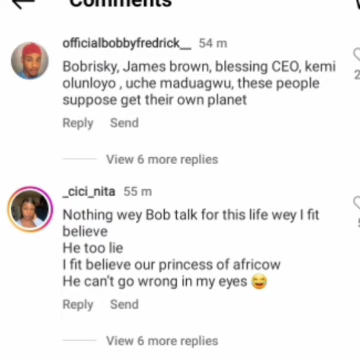 Comments
officialbobbyfredrick__ 54 m
Bobrisky, James brown, blessing CEO, kemi
olunloyo , uche maduagwu, these people
suppose get their own planet
Reply Send
View 6 more replies
_cici_nita 55 m
Nothing wey Bob talk for this life wey I fit
believe
He too lie
I fit believe our princess of africow
He can't go wrong in my eyes 😂
Reply Send
View 6 more replies